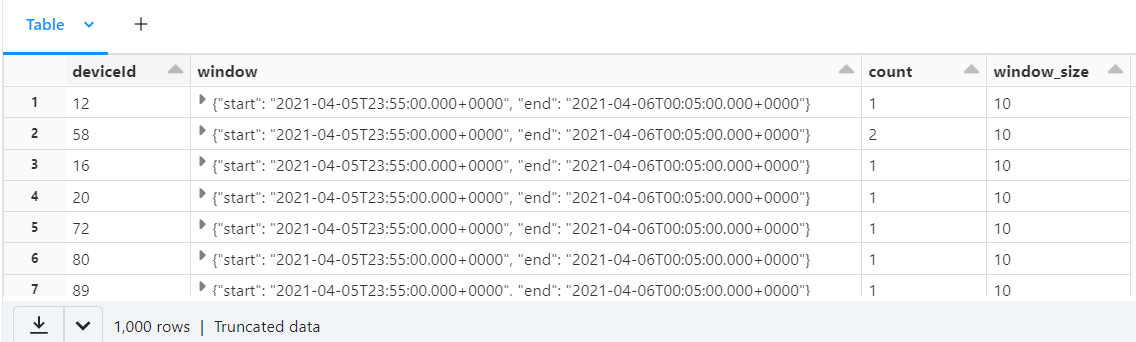 Table +
deviceId window count window_size
1 12 {"start": "2021-04-05T23:55:00.000+0000", "end": "2021-04-06T00:05:00.000+0000"} 1 10
2 58 {"start": "2021-04-05T23:55:00.000+0000", "end": "2021-04-06T00:05:00.000+0000"} 2 10
3 16 {"start": "2021-04-05T23:55:00.000+0000", "end": "2021-04-06T00:05:00.000+0000"} 1 10
4 20 {"start": "2021-04-05T23:55:00.000+0000", "end": "2021-04-06T00:05:00.000+0000"} 1 10
5 72 {"start": "2021-04-05T23:55:00.000+0000", "end": "2021-04-06T00:05:00.000+0000"} 1 10
6 80 {"start": "2021-04-05T23:55:00.000+0000", "end": "2021-04-06T00:05:00.000+0000"} 1 10
7 89 {"start": "2021-04-05T23:55:00.000+0000", "end": "2021-04-06T00:05:00.000+0000"} 1 10
1,000 rows | Truncated data